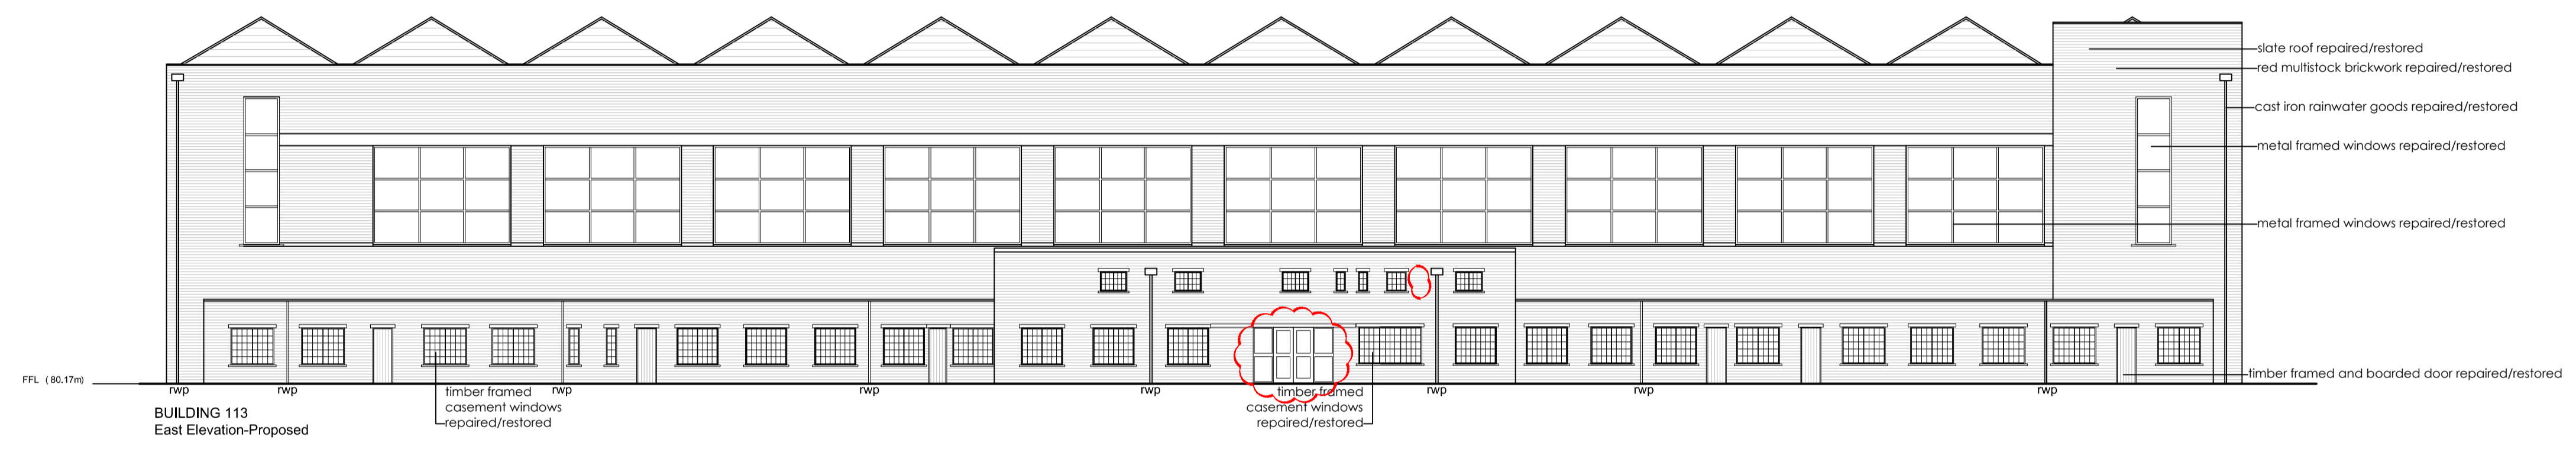 slate roof repaired/restored
red multistock brickwork repaired/restored
cast iron rainwater goods repaired/restored
metal framed windows repaired/restored
metal framed windows repaired/restored
timber framed and boarded door repaired/restored
FFL ( 80.17m)
rwp
rwp
rwp
rwp
rwp
rwp
rwp
rwp
timber framed
casement windows
repaired/restored
timber framed
casement windows
repaired/restored
BUILDING 113
East Elevation-Proposed